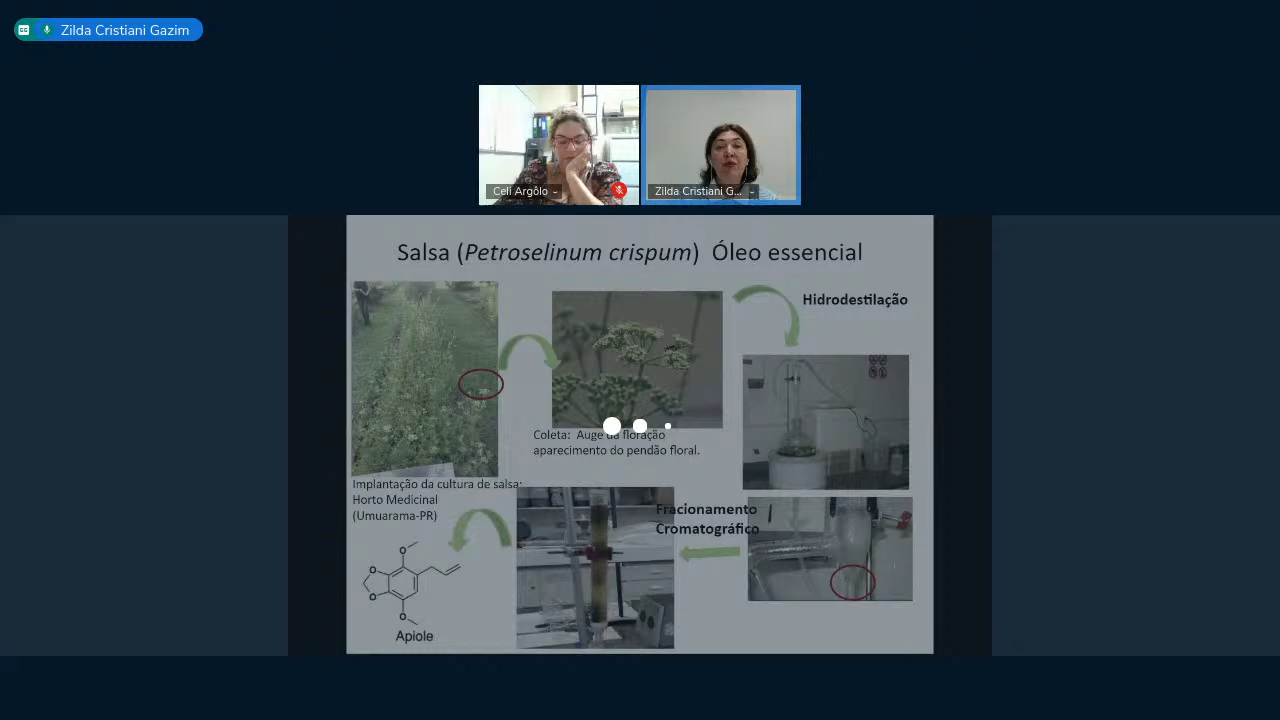 Zilda Cristiani Gazim
Celi Argôlo
Zilda Cristiani G...
Salsa (Petroselinum crispum) Óleo essencial
Hidrodestilação
Coleta: Auge da floração
aparecimento do pendão floral.
Implantação da cultura de salsa:
Horto Medicinal
(Umuarama-PR)
Fracionamento
Cromatográfico
O
O
O
O
Apiole